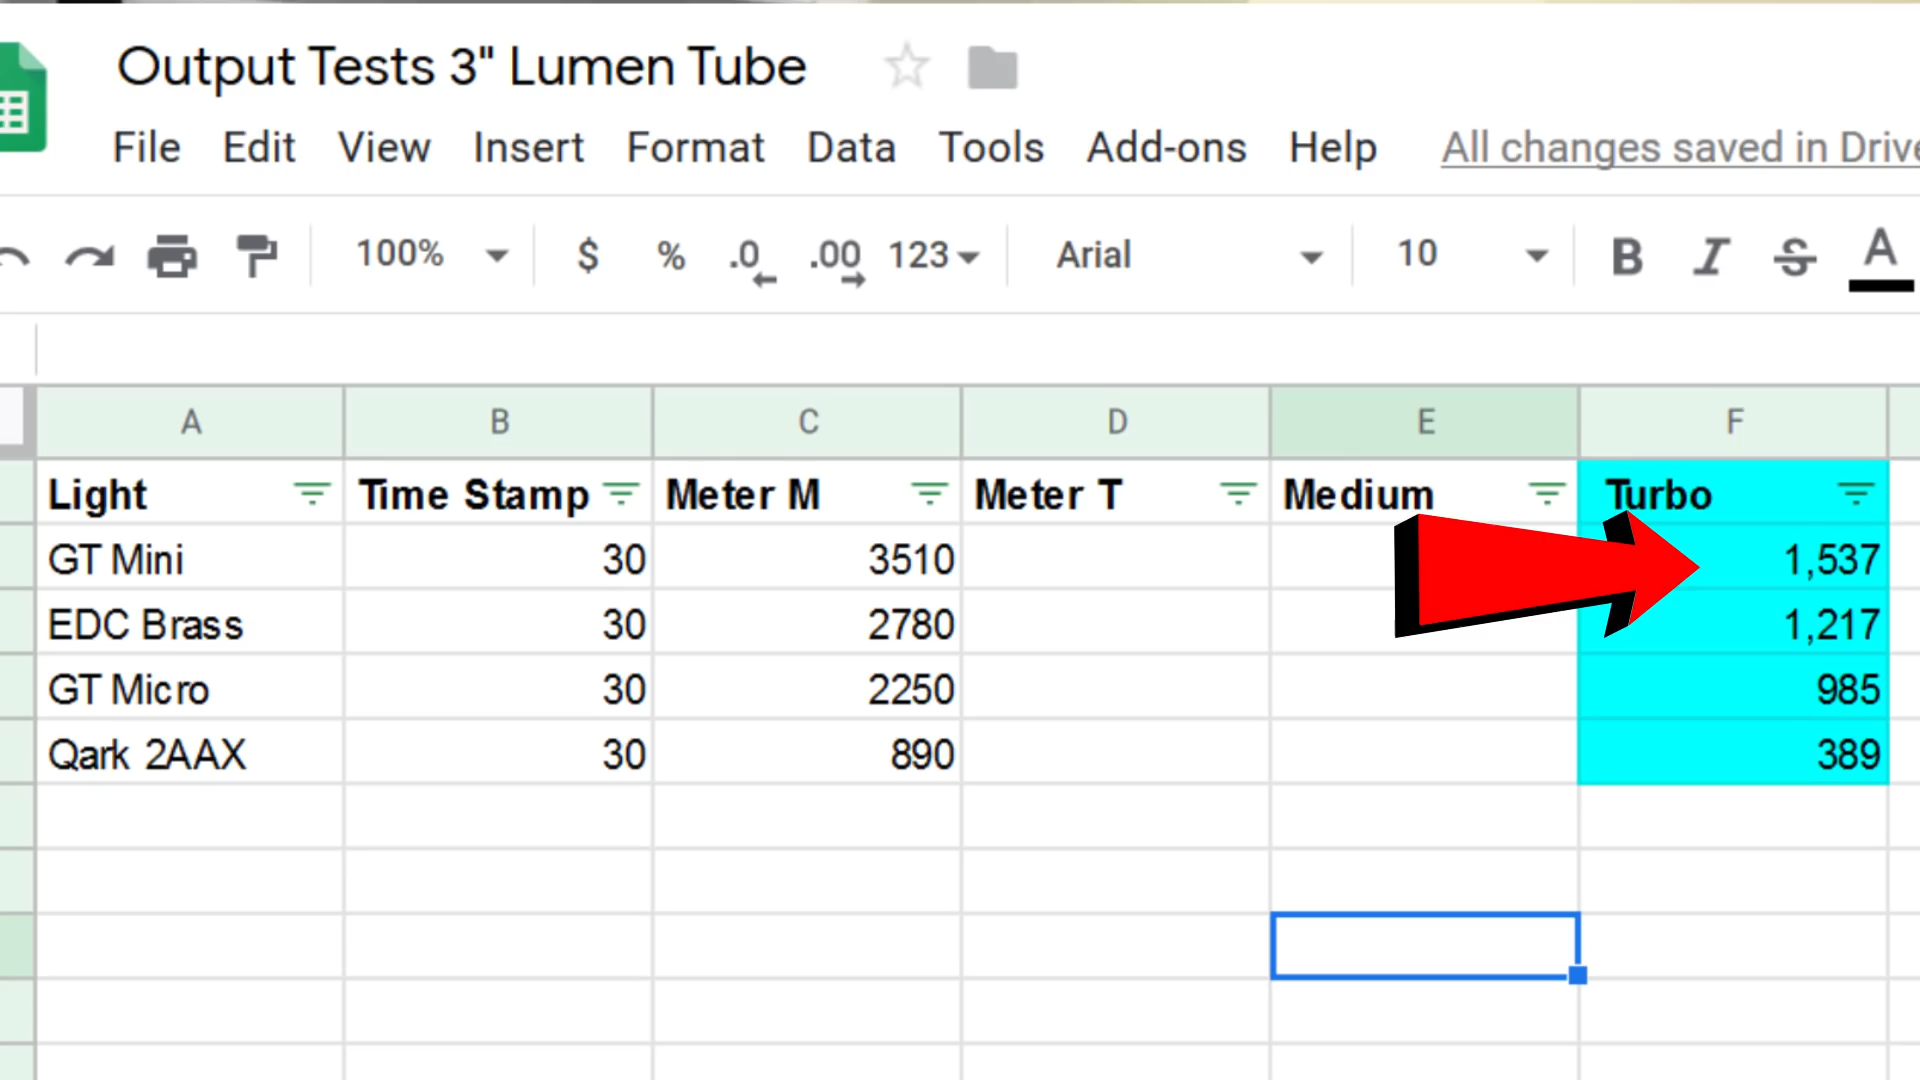 Output Tests 3" Lumen Tube
File Edit View Insert Format Data Tools Add-ons Help All changes saved in Drive
100% $ % .0 .00 123 Arial 10 B I S A
A B C D E F
Light Time Stamp Meter M Meter T Medium Turbo
GT Mini 30 3510 1,537
EDC Brass 30 2780 1,217
GT Micro 30 2250 985
Qark 2AAX 30 890 389